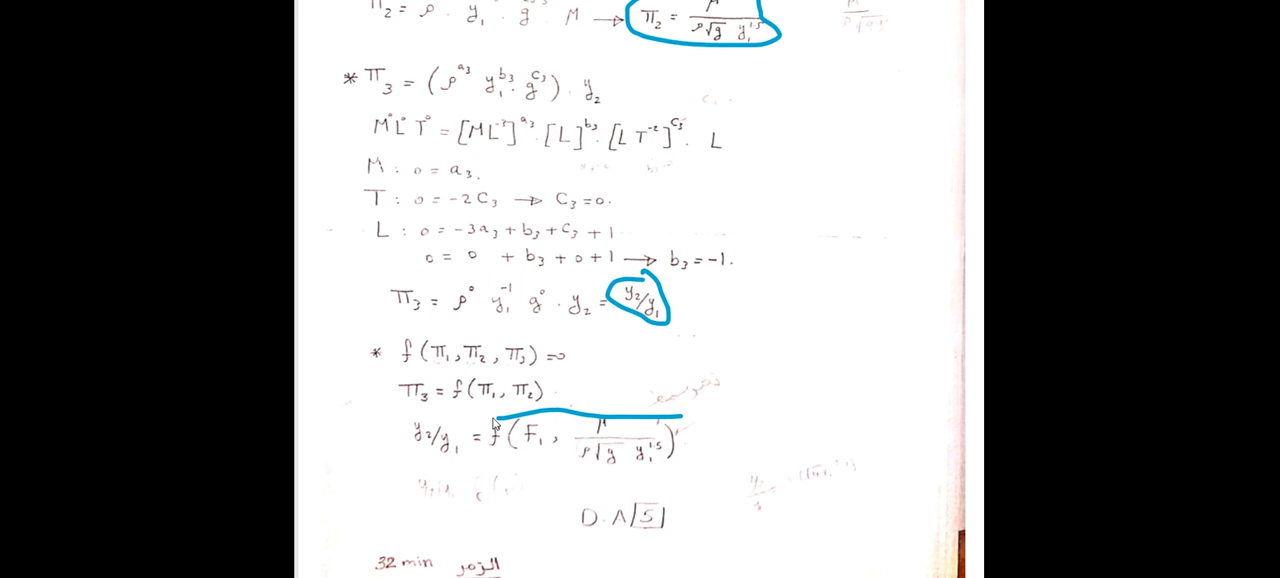 π₂ = ρ · y₁ · g · μ → π₂ = μ / ρ√g y₁^1.5
* π₃ = (ρ^a₃ y₁^b₃ · g^c₃) · y₂
M°L°T° = [ML⁻³]^a₃ · [L]^b₃ · [L T⁻²]^c₃ · L
M : 0 = a₃.
T : 0 = -2C₃ → C₃ = 0.
L : 0 = -3a₃ + b₃ + c₃ + 1
0 = 0 + b₃ + 0 + 1 → b₃ = -1.
π₃ = ρ° y₁⁻¹ g° · y₂ = y₂/y₁
* f(π₁, π₂, π₃) = 0
π₃ = f(π₁, π₂)
y₂/y₁ = f(F₁, μ / ρ√g y₁^1.5)
D.A 5
32 min الزمر